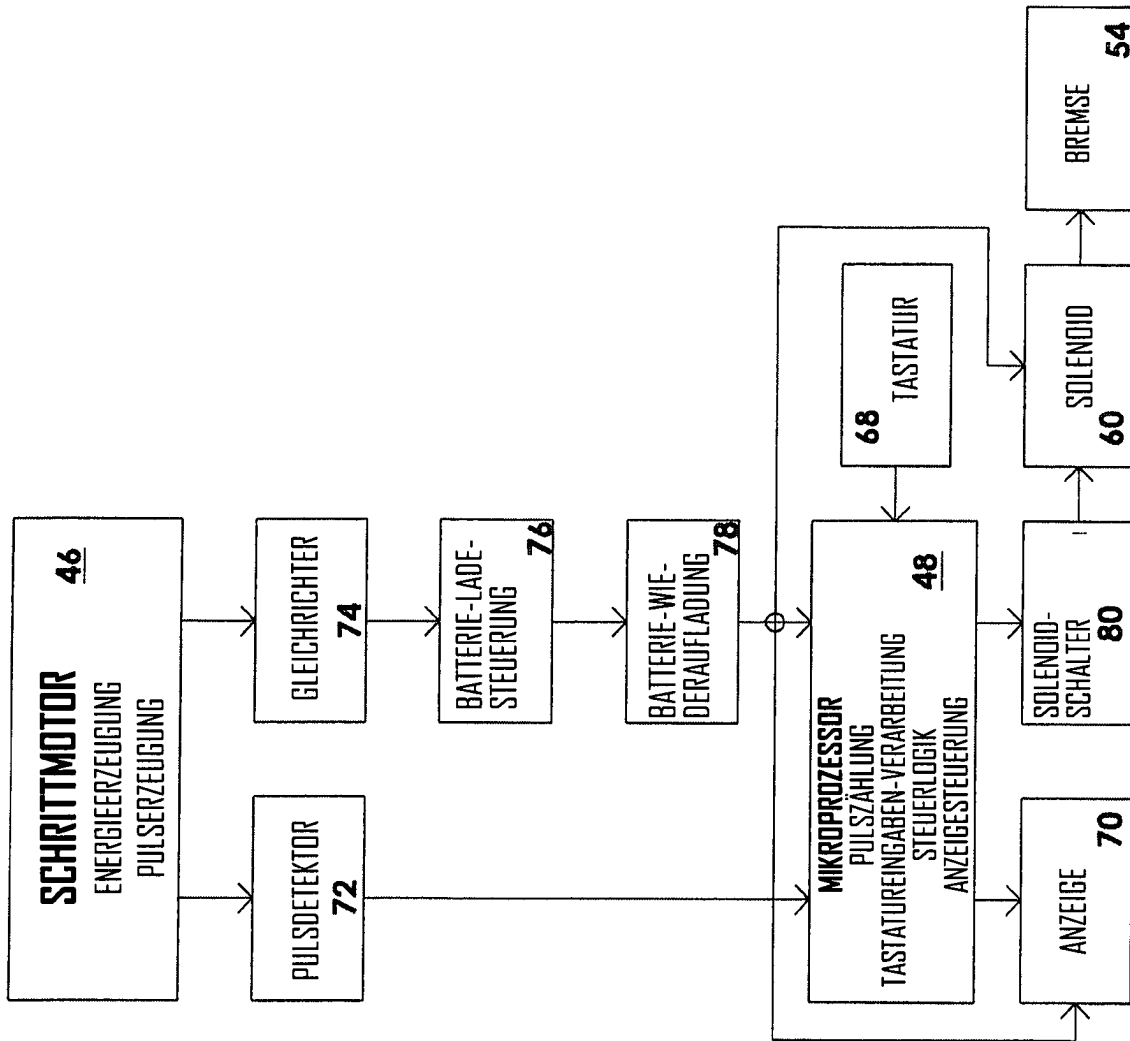 SCHRITTMOTOR
ENERGIEERZEUGUNG
PULSERZEUGUNG
46
PULSDETEKTOR
72
GLEICHRICHTER
74
BATTERIE-LADE-
STEUERUNG
76
BATTERIE-WIE-
DERAUFLADUNG
78
MIKROPROZESSOR
PULSZÄHLUNG
TASTATUREINGABEN-VERARBEITUNG
STEUERLOGIK
ANZEIGESTEUERUNG
48
68
TASTATUR
ANZEIGE
70
SOLENOID-
SCHALTER
80
SOLENOID
60
BREMSE
54